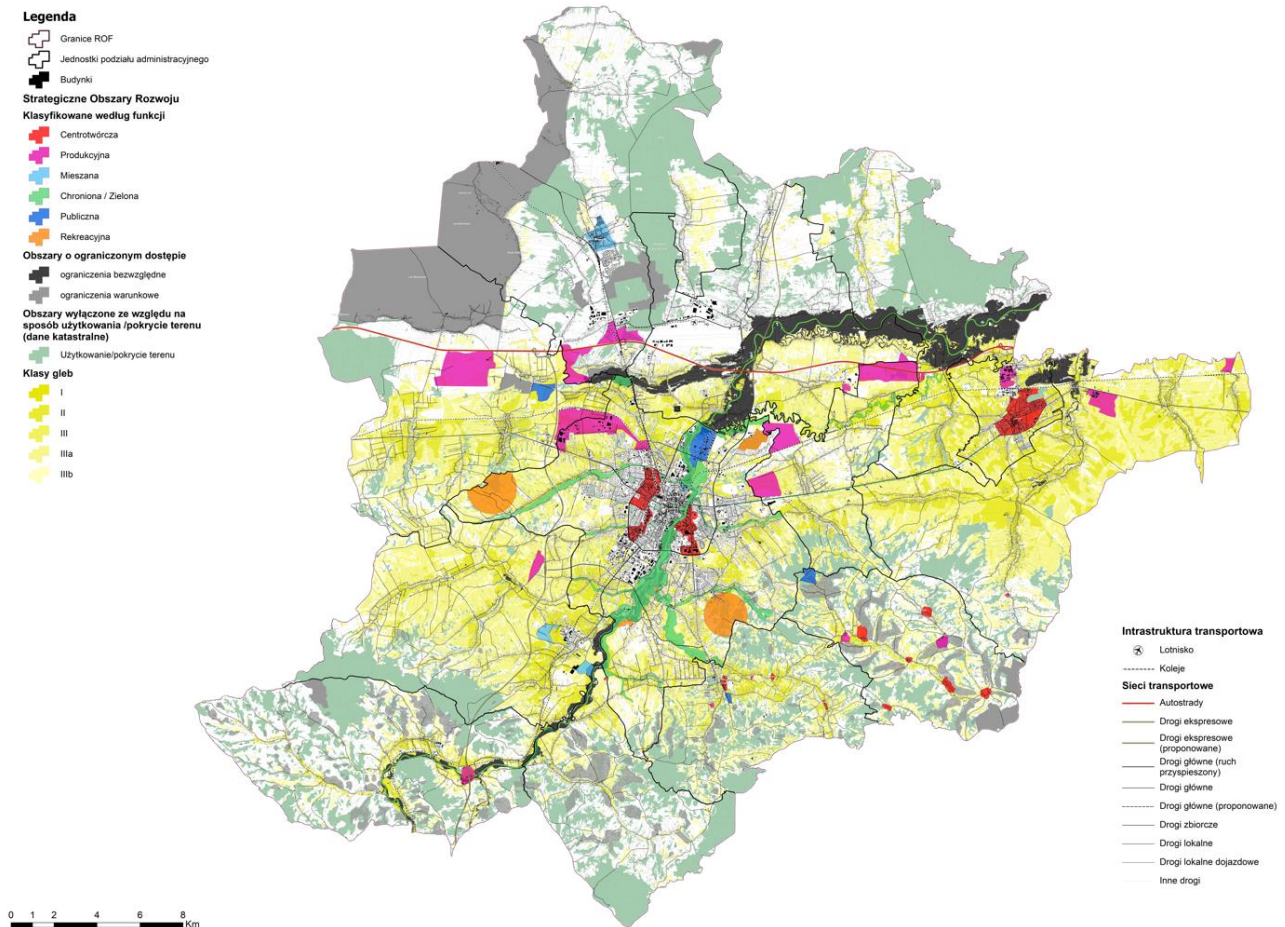 Legenda
Granice ROF
Jednostki podziału administracyjnego
Budynki
Strategiczne Obszary Rozwoju
Klasyfikowane według funkcji
Centrotwórcza
Produkcyjna
Mieszana
Chroniona / Zielona
Publiczna
Rekreacyjna
Obszary o ograniczonym dostępie
ograniczenia bezwzględne
ograniczenia warunkowe
Obszary wyłączone ze względu na
sposób użytkowania /pokrycie terenu
(dane katastralne)
Użytkowanie/pokrycie terenu
Klasy gleb
I
II
III
IIIa
IIIb
Intrastruktura transportowa
Lotnisko
Koleje
Sieci transportowe
Autostrady
Drogi ekspresowe
Drogi ekspresowe
(proponowane)
Drogi główne (ruch
przyspieszony)
Drogi główne
Drogi główne (proponowane)
Drogi zbiorcze
Drogi lokalne
Drogi lokalne dojazdowe
Inne drogi
0 1 2 4 6 8
Km